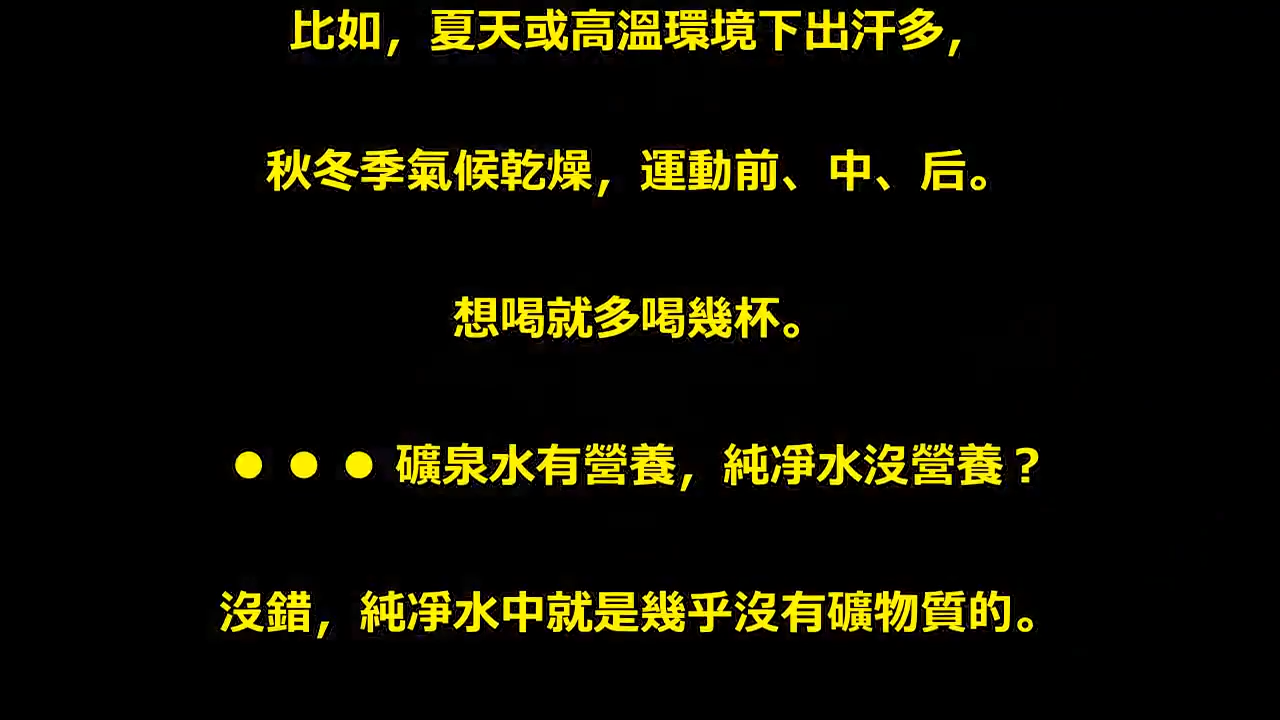 比如，夏天或高溫環境下出汗多，
秋冬季氣候乾燥，運動前、中、后。
想喝就多喝幾杯。
● ● ● 礦泉水有營養，純凈水沒營養？
沒錯，純凈水中就是幾乎沒有礦物質的。